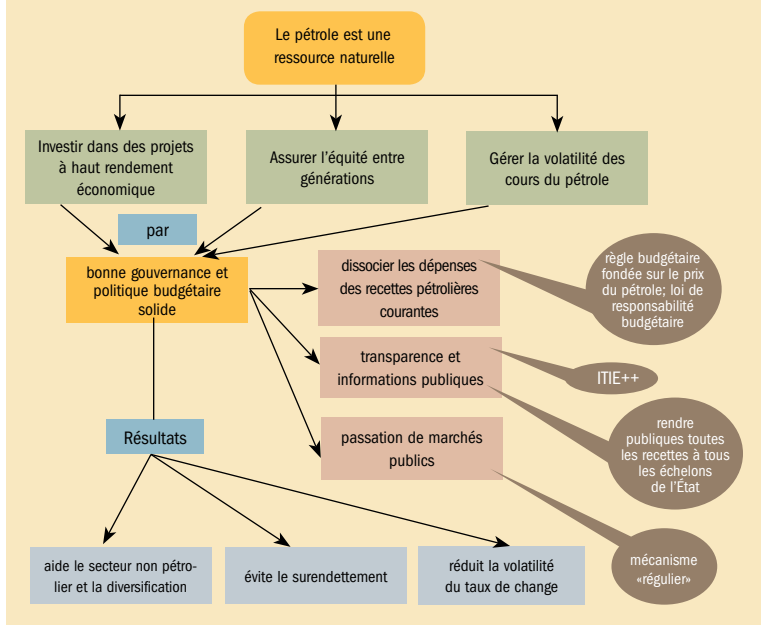 Le pétrole est une
ressource naturelle
Investir dans des projets
à haut rendement
économique
Assurer l'équité entre
générations
Gérer la volatilité des
cours du pétrole
par
bonne gouvernance et
politique budgétaire
solide
dissocier les dépenses
des recettes pétrolières
courantes
règle budgétaire
fondée sur le prix
du pétrole; loi de
responsabilité
budgétaire
transparence et
informations publiques
ITIE++
passation de marchés
publics
rendre
publiques toutes
les recettes à tous
les échelons
de l'État
mécanisme
«régulier»
Résultats
aide le secteur non pétro-
lier et la diversification
évite le surendettement
réduit la volatilité
du taux de change